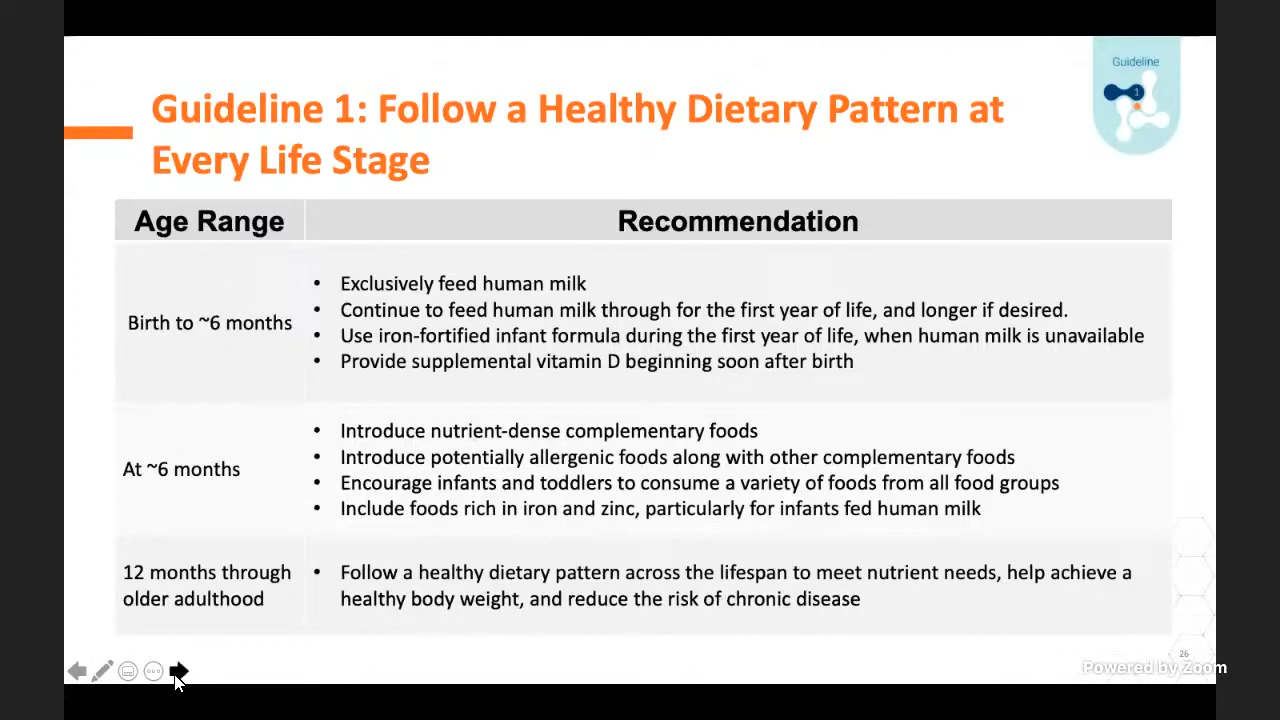 Guideline
1
Guideline 1: Follow a Healthy Dietary Pattern at
Every Life Stage
Age Range
Recommendation
Birth to ~6 months
• Exclusively feed human milk
• Continue to feed human milk through for the first year of life, and longer if desired.
• Use iron-fortified infant formula during the first year of life, when human milk is unavailable
• Provide supplemental vitamin D beginning soon after birth
At ~6 months
• Introduce nutrient-dense complementary foods
• Introduce potentially allergenic foods along with other complementary foods
• Encourage infants and toddlers to consume a variety of foods from all food groups
• Include foods rich in iron and zinc, particularly for infants fed human milk
12 months through
older adulthood
• Follow a healthy dietary pattern across the lifespan to meet nutrient needs, help achieve a
healthy body weight, and reduce the risk of chronic disease
26
Powered by Zoom